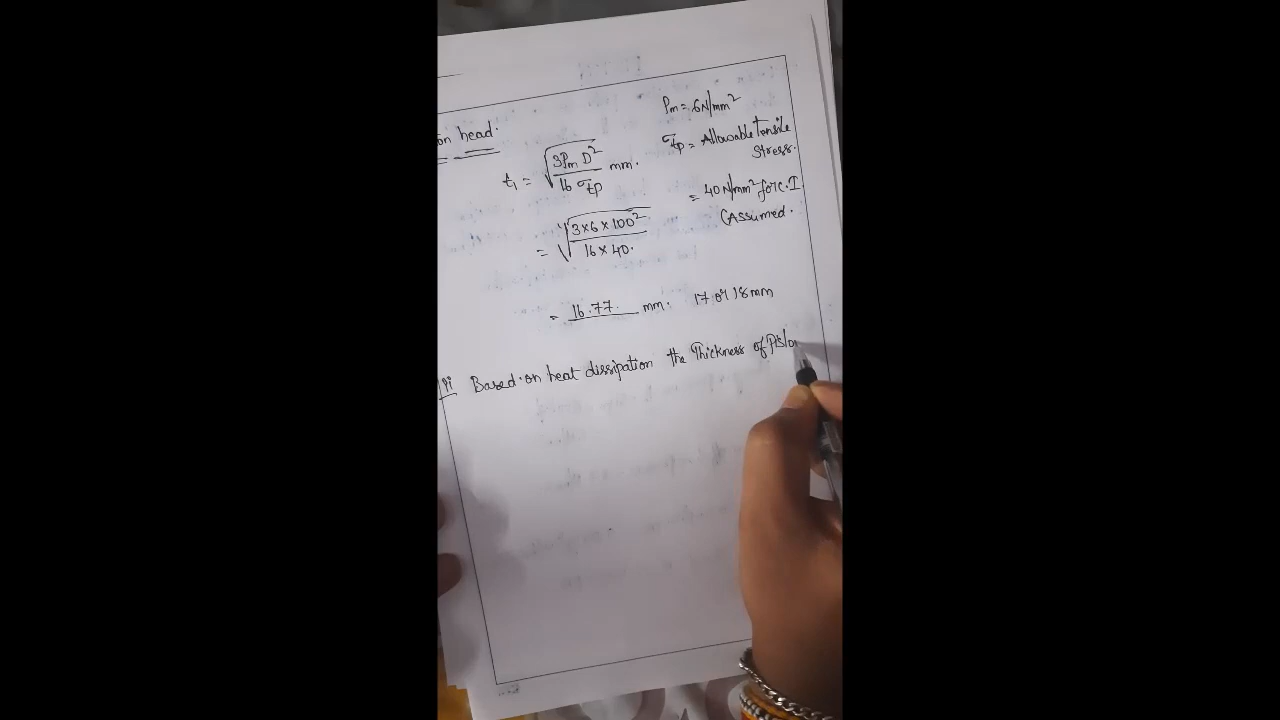 on head.
Pm = 6N/mm²
t₁ = √(3 Pm D² / 16 σtp) mm.
σtp = Allowable Tensile
Stress.
= √(3×6×100² / 16×40.)
= 40 N/mm² for C.I
(Assumed.
= 16.77 mm. 17 or 18 mm
ii Based on heat dissipation the Thickness of Piston